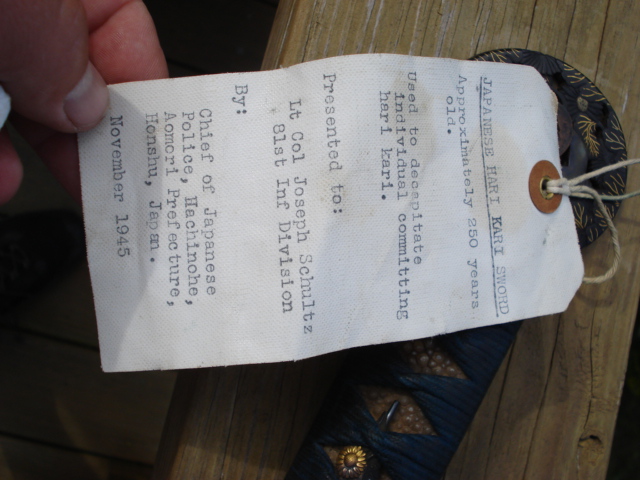 JAPANESE HARI KARI SWORD
Approximately 250 years
old.
Used to decapitate
individual committing
hari kari.
Presented to:
Lt Col Joseph Schultz
81st Inf Division
By:
Chief of Japanese
Police, Hachinohe,
Aomori Prefecture,
Honshu, Japan.
November 1945